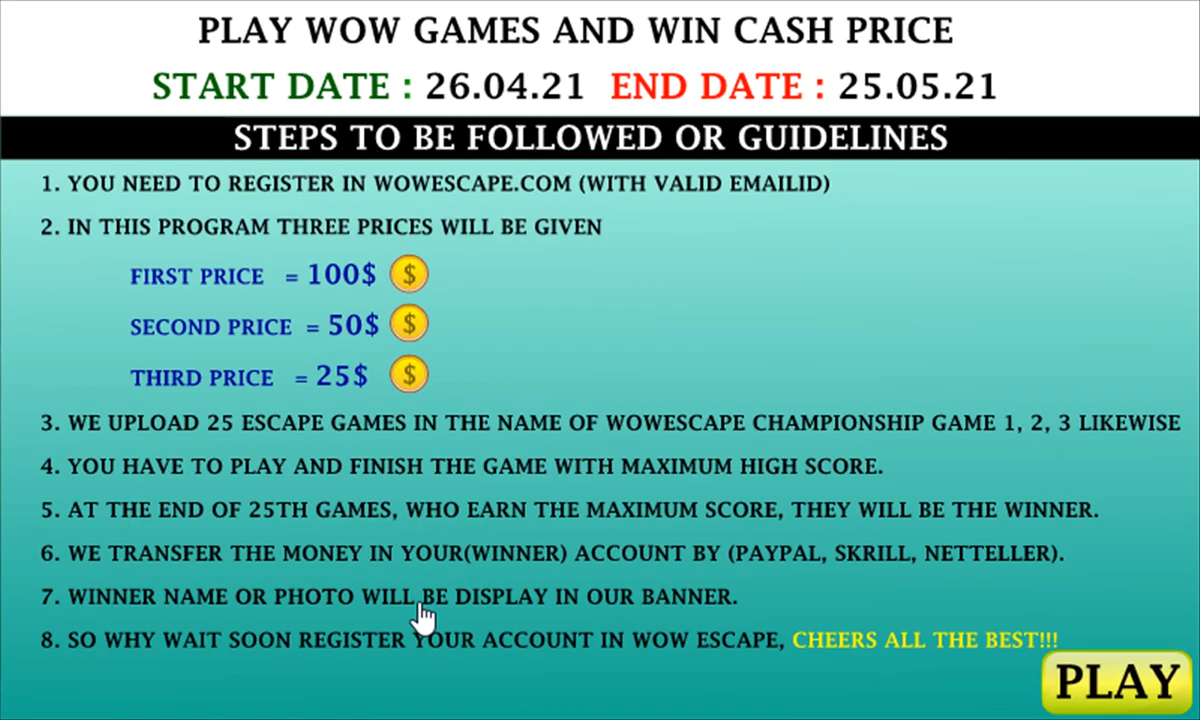 PLAY WOW GAMES AND WIN CASH PRICE
START DATE : 26.04.21 END DATE : 25.05.21
STEPS TO BE FOLLOWED OR GUIDELINES
1. YOU NEED TO REGISTER IN WOWESCAPE.COM (WITH VALID EMAILID)
2. IN THIS PROGRAM THREE PRICES WILL BE GIVEN
FIRST PRICE = 100$ $
SECOND PRICE = 50$ $
THIRD PRICE = 25$ $
3. WE UPLOAD 25 ESCAPE GAMES IN THE NAME OF WOWESCAPE CHAMPIONSHIP GAME 1, 2, 3 LIKEWISE
4. YOU HAVE TO PLAY AND FINISH THE GAME WITH MAXIMUM HIGH SCORE.
5. AT THE END OF 25TH GAMES, WHO EARN THE MAXIMUM SCORE, THEY WILL BE THE WINNER.
6. WE TRANSFER THE MONEY IN YOUR(WINNER) ACCOUNT BY (PAYPAL, SKRILL, NETTELLER).
7. WINNER NAME OR PHOTO WILL BE DISPLAY IN OUR BANNER.
8. SO WHY WAIT SOON REGISTER YOUR ACCOUNT IN WOW ESCAPE, CHEERS ALL THE BEST!!!
PLAY